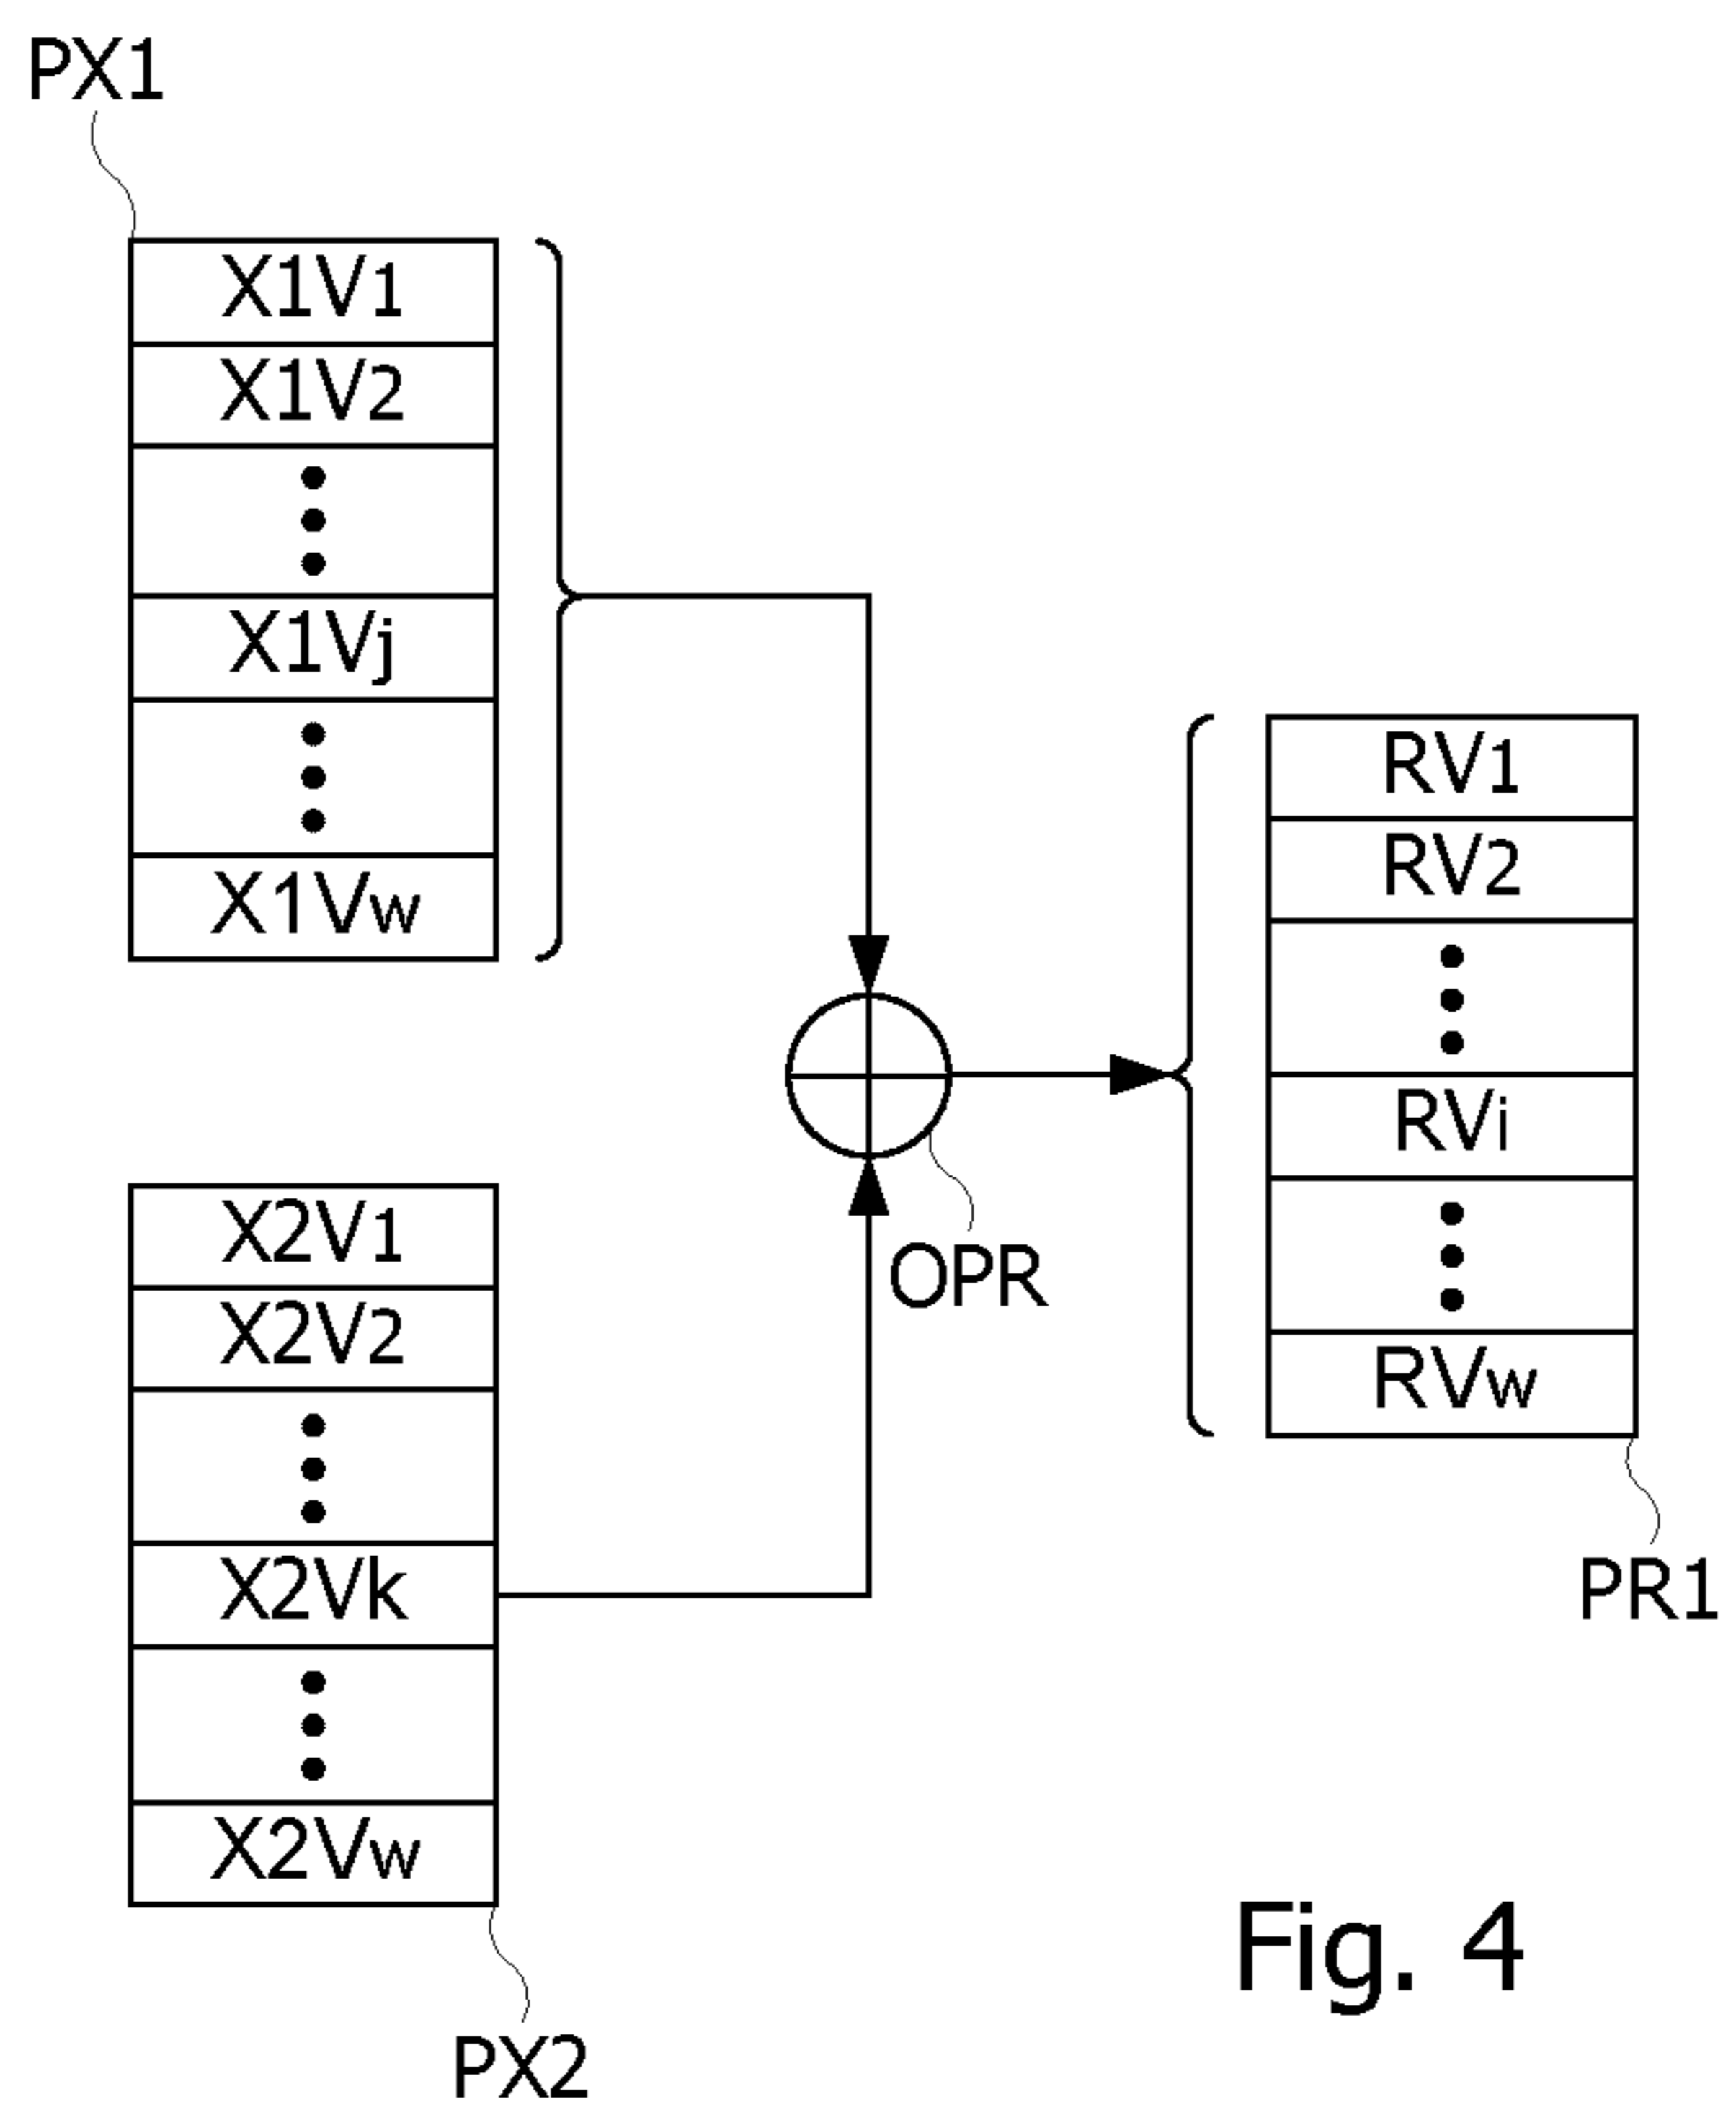 PX1
X1V1
X1V2
X1Vj
X1Vw
X2V1
X2V2
X2Vk
X2Vw
PX2
OPR
RV1
RV2
RVi
RVw
PR1
Fig. 4